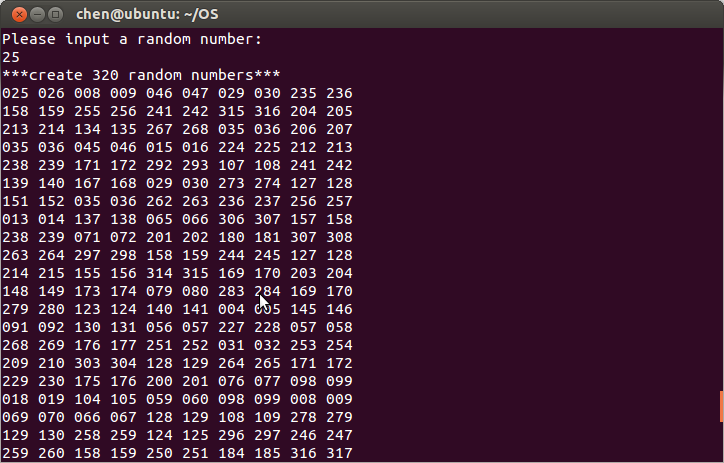 chen@ubuntu: ~/OS
Please input a random number:
25
***create 320 random numbers***
025 026 008 009 046 047 029 030 235 236
158 159 255 256 241 242 315 316 204 205
213 214 134 135 267 268 035 036 206 207
035 036 045 046 015 016 224 225 212 213
238 239 171 172 292 293 107 108 241 242
139 140 167 168 029 030 273 274 127 128
151 152 035 036 262 263 236 237 256 257
013 014 137 138 065 066 306 307 157 158
238 239 071 072 201 202 180 181 307 308
263 264 297 298 158 159 244 245 127 128
214 215 155 156 314 315 169 170 203 204
148 149 173 174 079 080 283 284 169 170
279 280 123 124 140 141 004 005 145 146
091 092 130 131 056 057 227 228 057 058
268 269 176 177 251 252 031 032 253 254
209 210 303 304 128 129 264 265 171 172
229 230 175 176 200 201 076 077 098 099
018 019 104 105 059 060 098 099 008 009
069 070 066 067 128 129 108 109 278 279
129 130 258 259 124 125 296 297 246 247
259 260 158 159 250 251 184 185 316 317